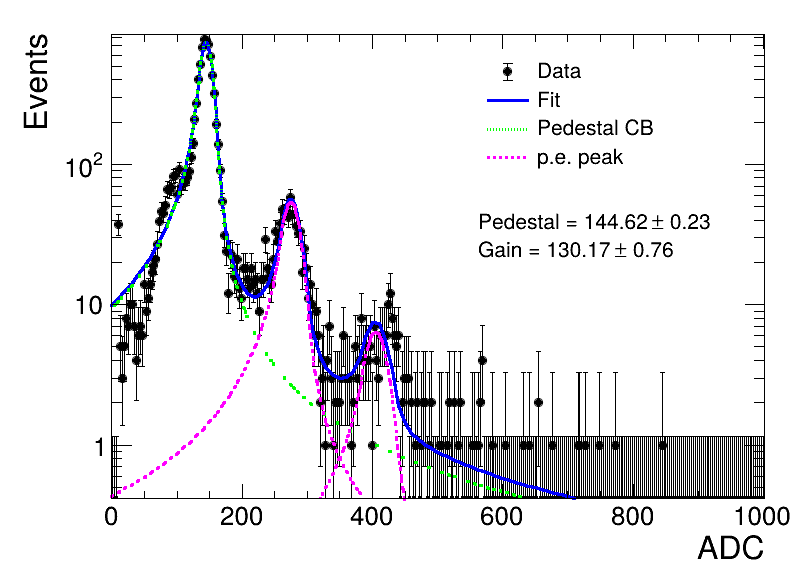 Events
Data
Fit
Pedestal CB
p.e. peak
Pedestal = 144.62 ± 0.23
Gain = 130.17 ± 0.76
10²
10
1
0 200 400 600 800 1000
ADC